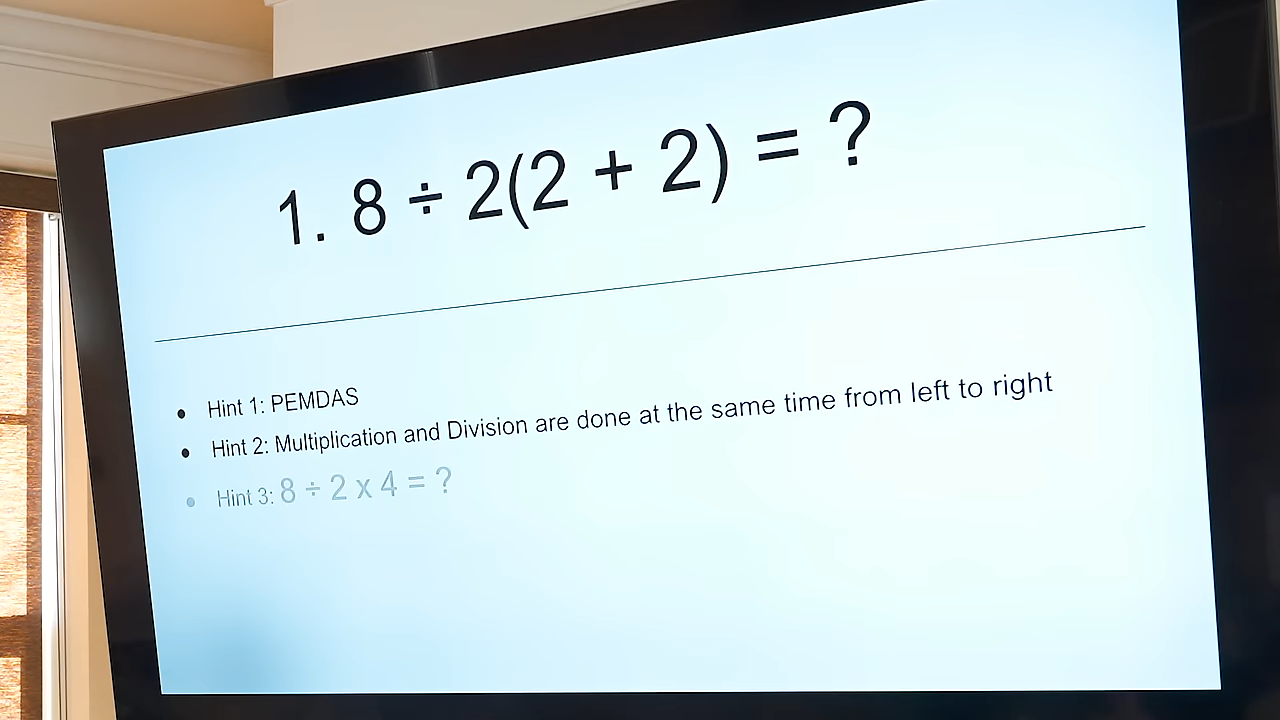 1. 8 ÷ 2(2 + 2) = ?
• Hint 1: PEMDAS
• Hint 2: Multiplication and Division are done at the same time from left to right
• Hint 3: 8 ÷ 2 x 4 = ?